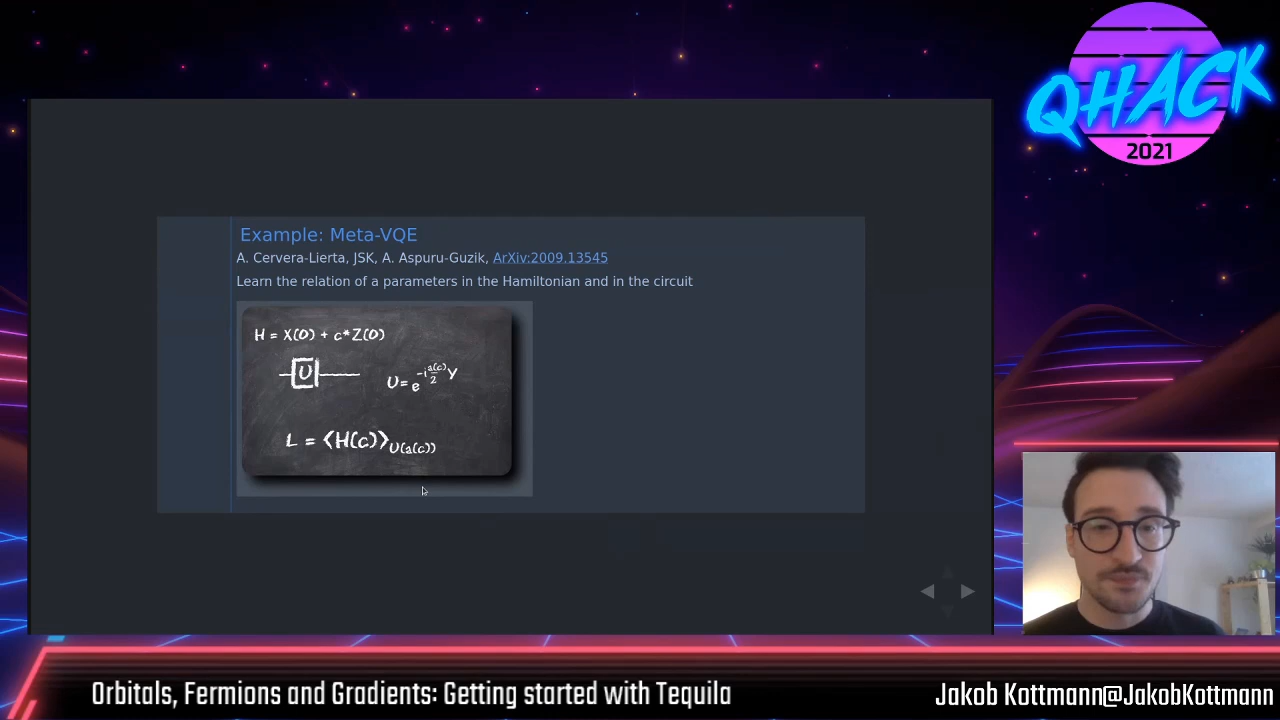 QHACK
2021
Example: Meta-VQE
A. Cervera-Lierta, JSK, A. Aspuru-Guzik, ArXiv:2009.13545
Learn the relation of a parameters in the Hamiltonian and in the circuit
H = X(0) + c*Z(0)
U
U=e^{-i\frac{a(c)}{2}Y}
L = ⟨H(c)⟩_{U(a(c))}
Orbitals, Fermions and Gradients: Getting started with Tequila
Jakob Kottmann@JakobKottmann